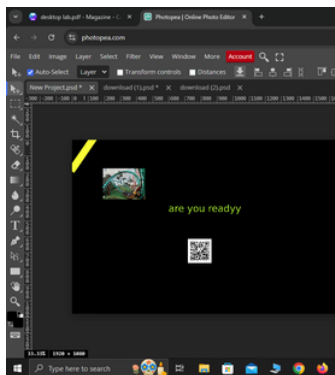 desktop lab.pdf - Magazine - C
Photopea | Online Photo Editor
photopea.com
File Edit Image Layer Select Filter View Window More Account
Auto-Select Layer Transform controls Distances
New Project.psd * download (1).psd * download (2).psd
are you readyy
33.33% 1920 × 1080
Type here to search